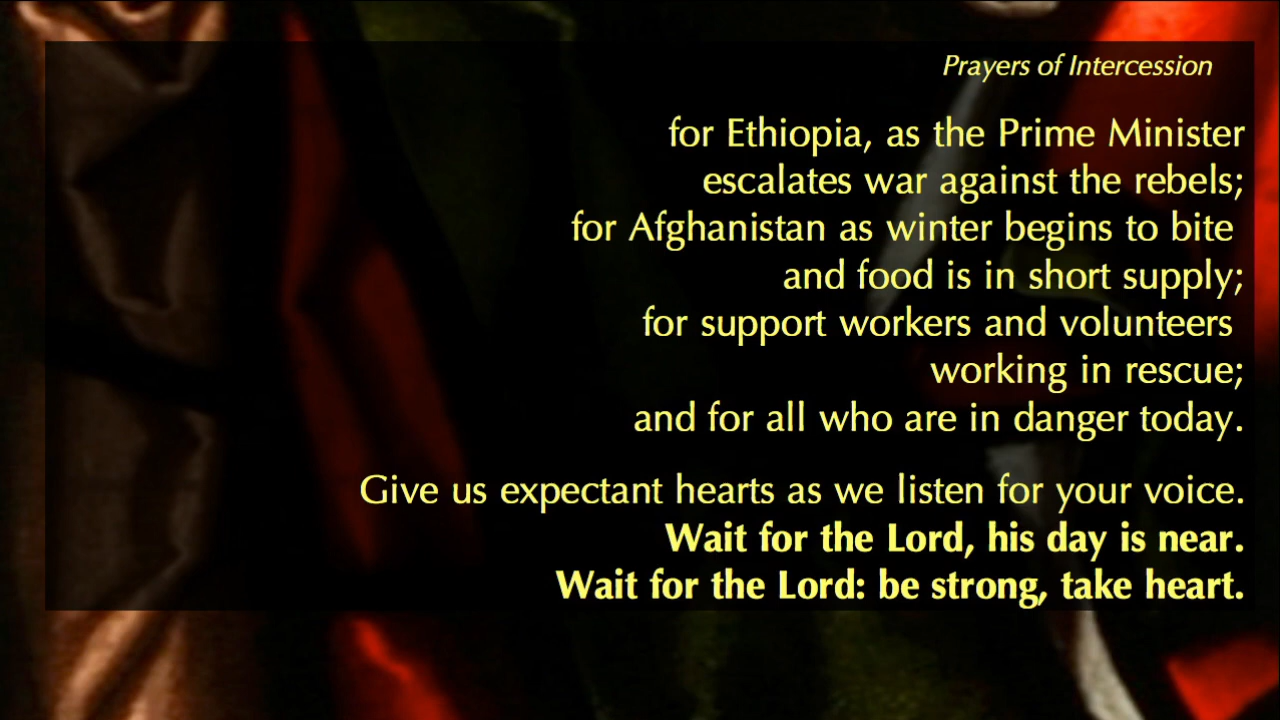 Prayers of Intercession
for Ethiopia, as the Prime Minister
escalates war against the rebels;
for Afghanistan as winter begins to bite
and food is in short supply;
for support workers and volunteers
working in rescue;
and for all who are in danger today.
Give us expectant hearts as we listen for your voice.
Wait for the Lord, his day is near.
Wait for the Lord: be strong, take heart.